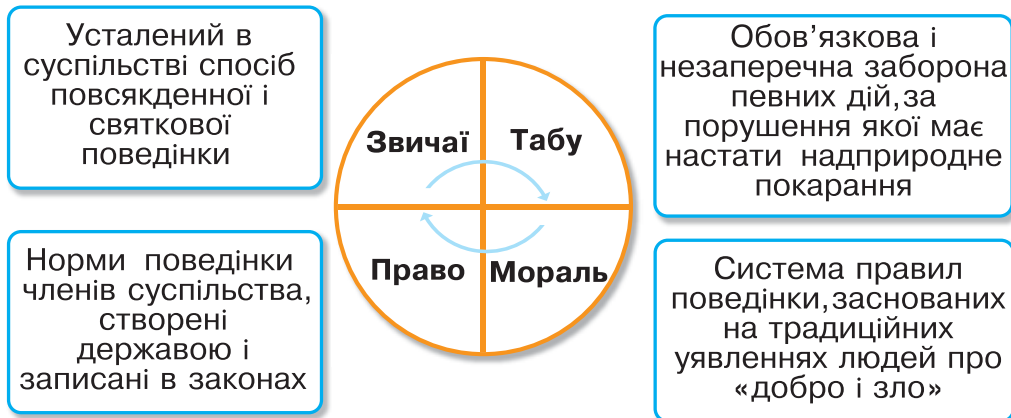 Усталений в
суспільстві спосіб
повсякденної і
святкової
поведінки
Звичаї
Табу
Обов’язкова і
незаперечна заборона
певних дій,за
порушення якої має
настати надприродне
покарання
Норми поведінки
членів суспільства,
створені
державою і
записані в законах
Право
Мораль
Система правил
поведінки,заснованих
на традиційних
уявленнях людей про
«добро і зло»